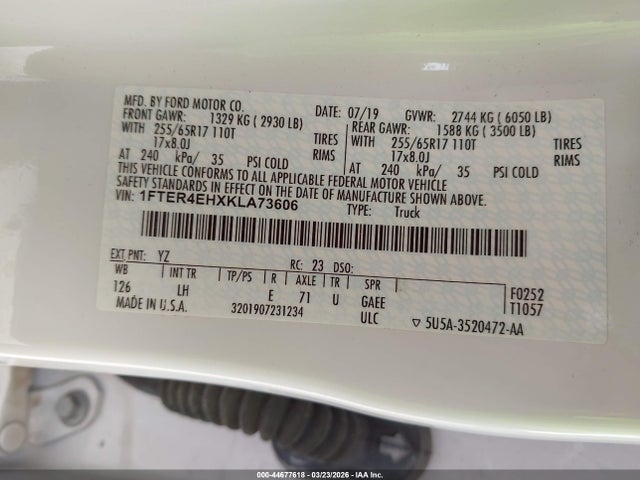 MFD. BY FORD MOTOR CO.
DATE: 07/19 GVWR: 2744 KG ( 6050 LB)
FRONT GAWR: 1329 KG ( 2930 LB) REAR GAWR: 1588 KG ( 3500 LB)
WITH 255/65R17 110T TIRES WITH 255/65R17 110T TIRES
17x8.0J RIMS 17x8.0J RIMS
AT 240 kPa/ 35 PSI COLD AT 240 kPa/ 35 PSI COLD
THIS VEHICLE CONFORMS TO ALL APPLICABLE FEDERAL MOTOR VEHICLE
SAFETY STANDARDS IN EFFECT ON THE DATE OF MANUFACTURE SHOWN ABOVE.
VIN: 1FTER4EHXKLA73606 TYPE: Truck
EXT PNT: YZ RC: 23 DSO:
WB INT TR TP/PS R AXLE TR SPR F0252
126 LH E 71 U GAEE T1057
MADE IN U.S.A. 3201907231234 ULC ▽ 5U5A-3520472-AA
000-44677618 - 03/23/2026 - IAA INC.